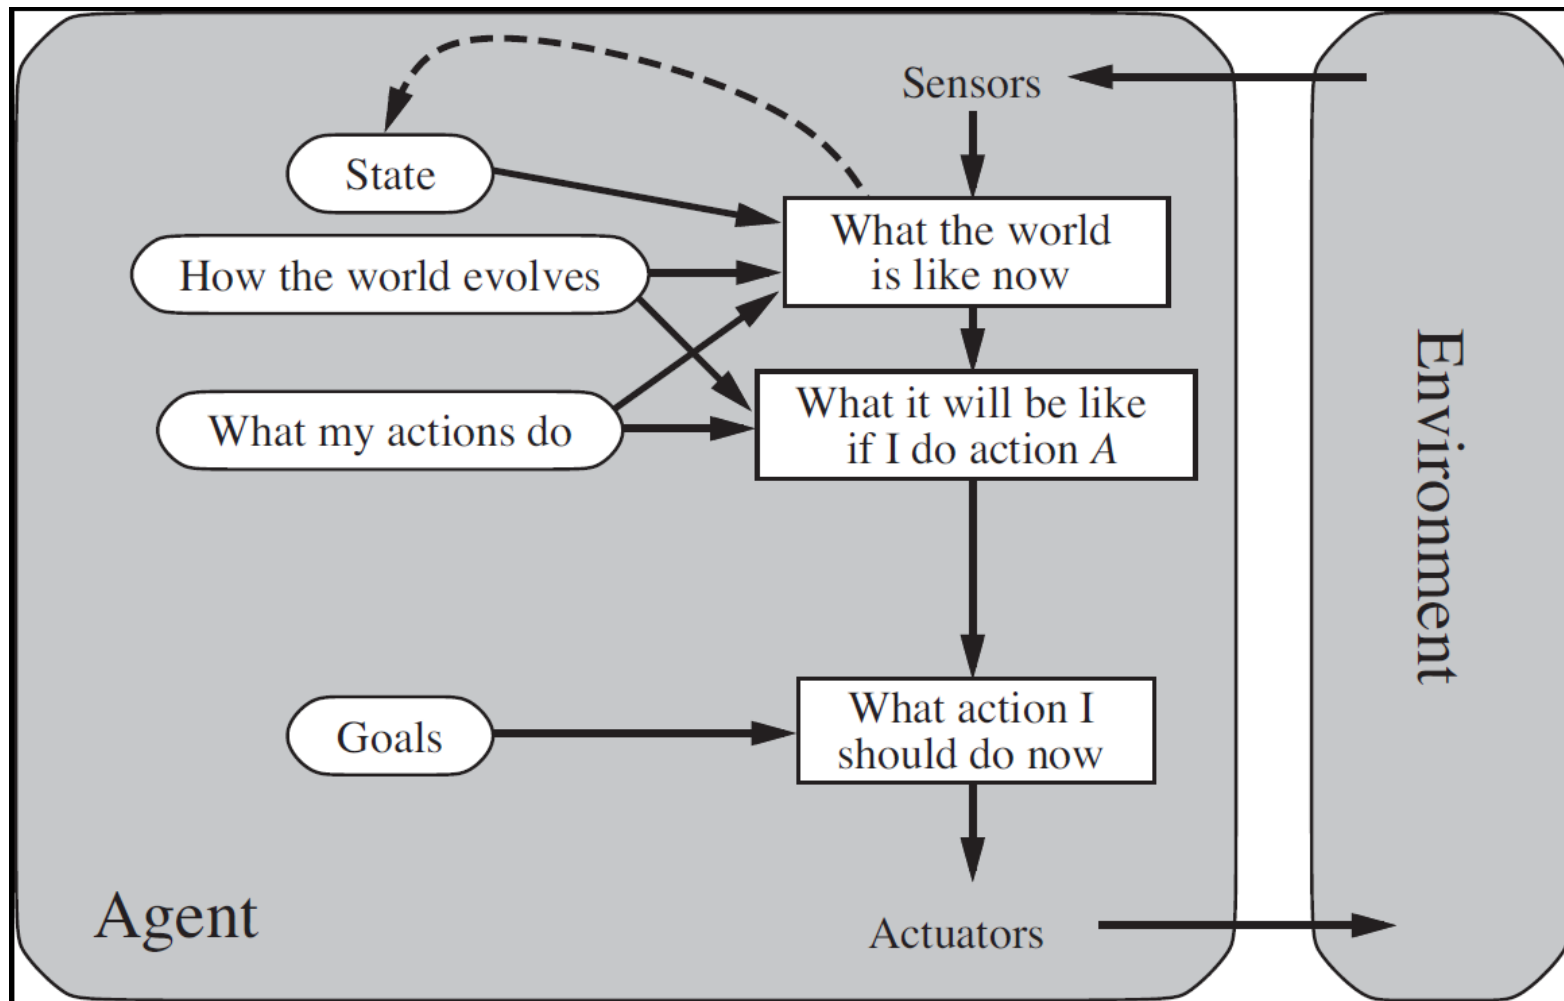 Sensors
State
What the world
is like now
How the world evolves
What it will be like
if I do action A
What my actions do
Environment
What action I
should do now
Goals
Agent
Actuators